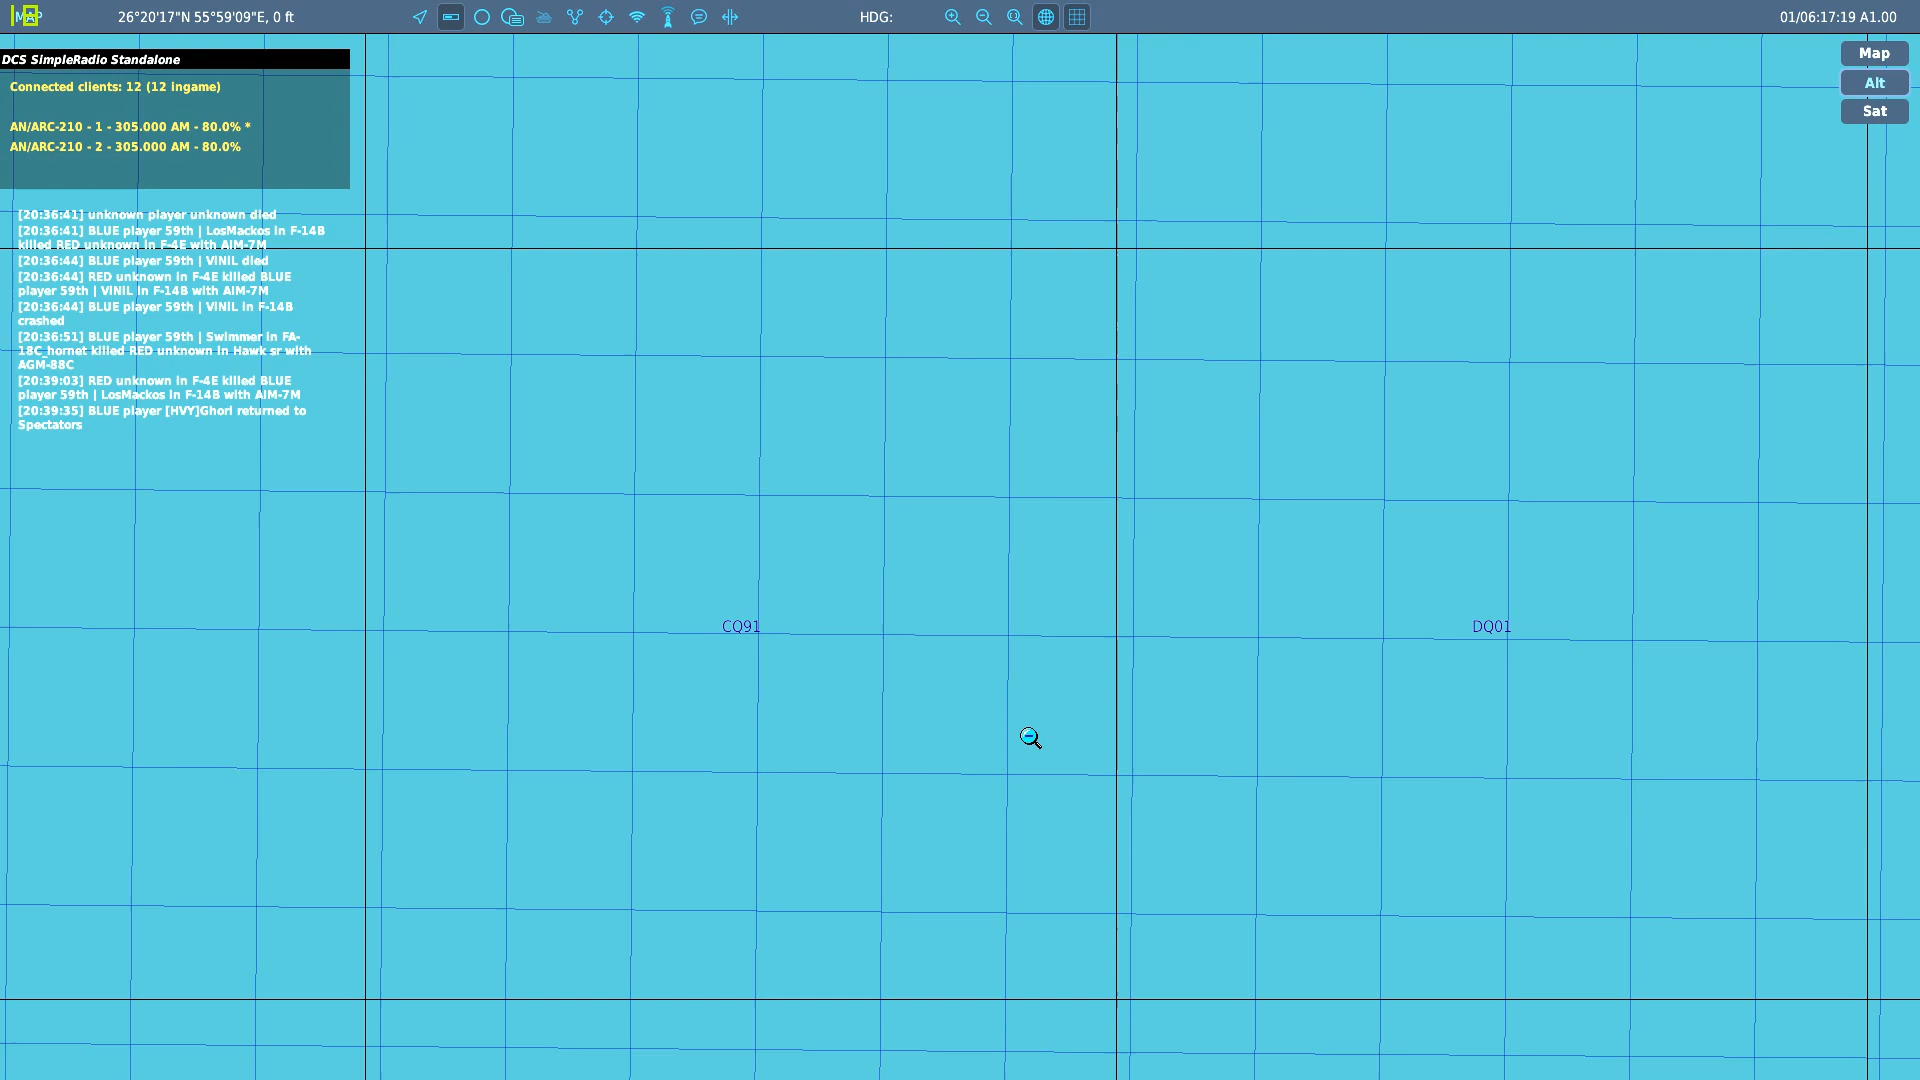 MAP 26°20'17"N 55°59'09"E, 0 ft HDG: 01/06:17:19 A1.00
Map
Alt
Sat
DCS SimpleRadio Standalone
Connected clients: 12 (12 ingame)
AN/ARC-210 - 1 - 305.000 AM - 80.0% *
AN/ARC-210 - 2 - 305.000 AM - 80.0%
[20:36:41] unknown player unknown died
[20:36:41] BLUE player 59th | LosMackos in F-14B
killed RED unknown in F-4E with AIM-7M
[20:36:44] BLUE player 59th | VINIL died
[20:36:44] RED unknown in F-4E killed BLUE
player 59th | VINIL in F-14B with AIM-7M
[20:36:44] BLUE player 59th | VINIL in F-14B
crashed
[20:36:51] BLUE player 59th | Swimmer in FA-
18C_hornet killed RED unknown in Hawk sr with
AGM-88C
[20:39:03] RED unknown in F-4E killed BLUE
player 59th | LosMackos in F-14B with AIM-7M
[20:39:35] BLUE player [HVY]Ghori returned to
Spectators
CQ91
DQ01